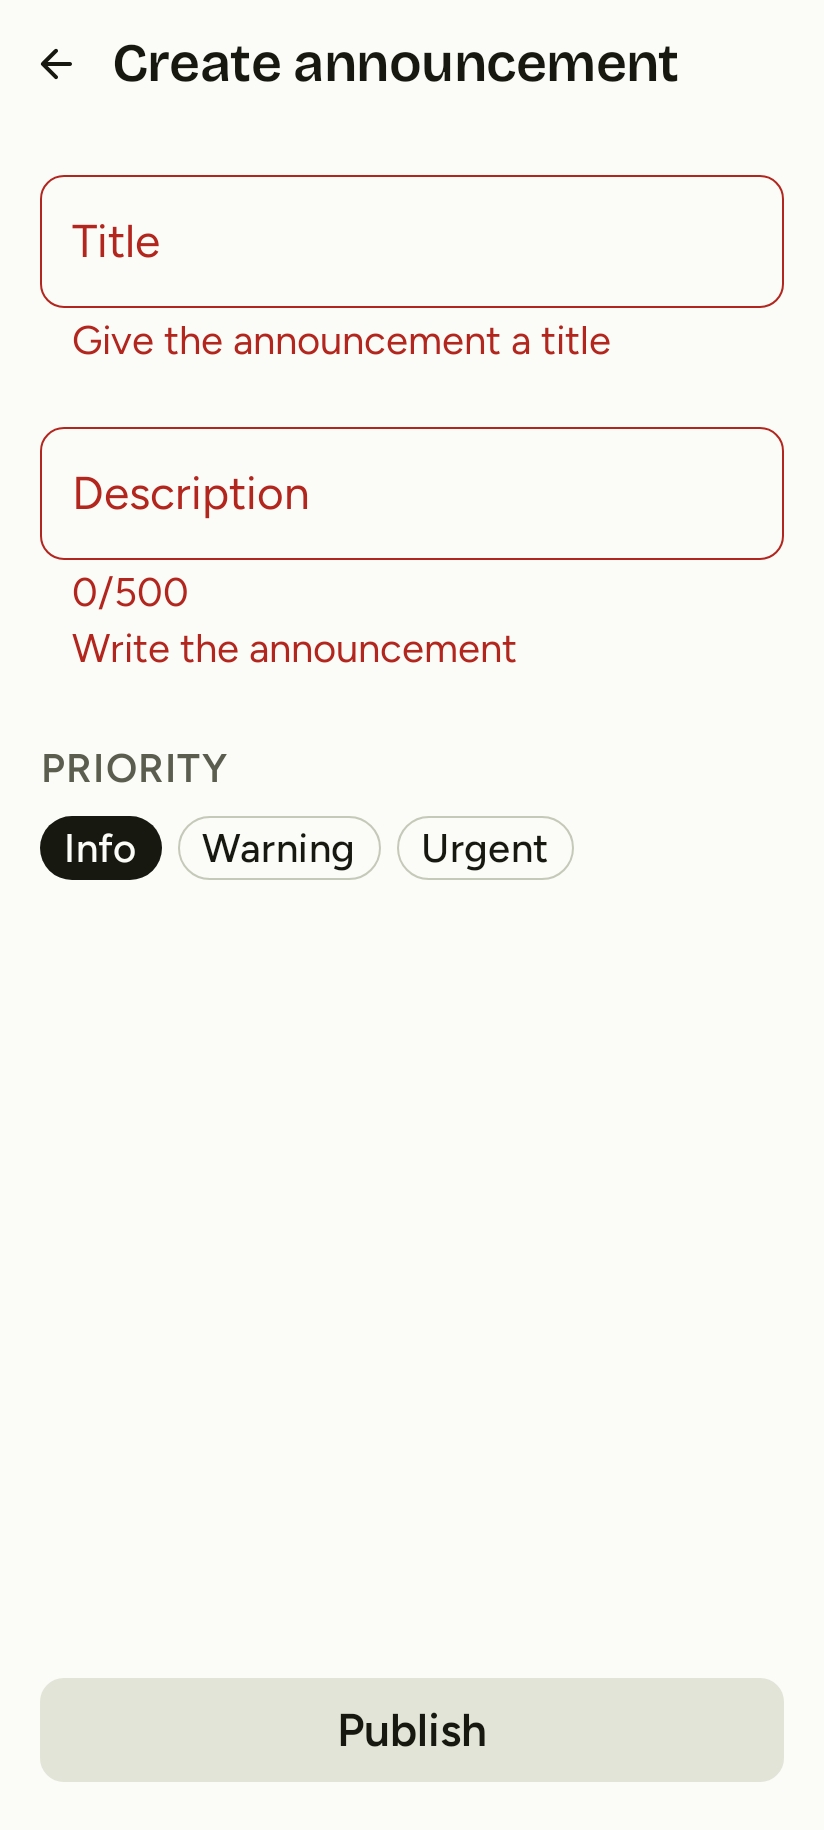 Create announcement
Title
Give the announcement a title
Description
0/500
Write the announcement
PRIORITY
Info Warning Urgent
Publish